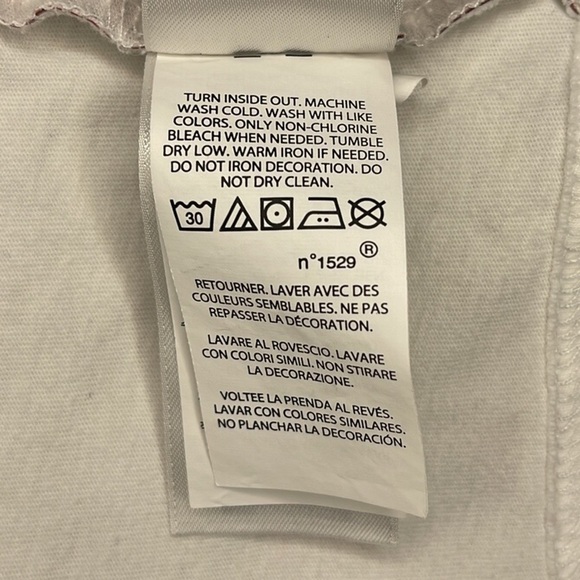 TURN INSIDE OUT. MACHINE
WASH COLD. WASH WITH LIKE
COLORS. ONLY NON-CHLORINE
BLEACH WHEN NEEDED. TUMBLE
DRY LOW. WARM IRON IF NEEDED.
DO NOT IRON DECORATION. DO
NOT DRY CLEAN.
30
n°1529 ®
RETOURNER. LAVER AVEC DES
COULEURS SEMBLABLES. NE PAS
REPASSER LA DÉCORATION.
LAVARE AL ROVESCIO. LAVARE
CON COLORI SIMILI. NON STIRARE
LA DECORAZIONE.
VOLTEE LA PRENDA AL REVÉS.
LAVAR CON COLORES SIMILARES.
NO PLANCHAR LA DECORACIÓN.